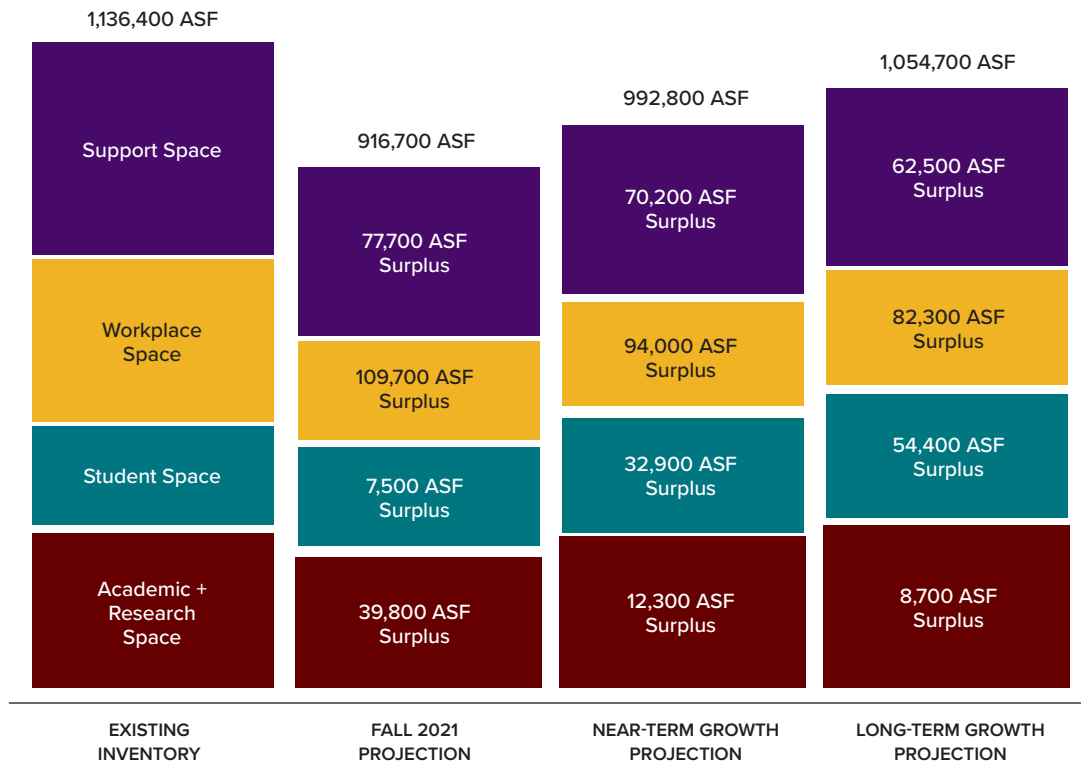 1,136,400 ASF
Support Space
Workplace
Space
Student Space
Academic +
Research
Space
EXISTING
INVENTORY
916,700 ASF
77,700 ASF
Surplus
109,700 ASF
Surplus
7,500 ASF
Surplus
39,800 ASF
Surplus
FALL 2021
PROJECTION
992,800 ASF
70,200 ASF
Surplus
94,000 ASF
Surplus
32,900 ASF
Surplus
12,300 ASF
Surplus
NEAR-TERM GROWTH
PROJECTION
1,054,700 ASF
62,500 ASF
Surplus
82,300 ASF
Surplus
54,400 ASF
Surplus
8,700 ASF
Surplus
LONG-TERM GROWTH
PROJECTION